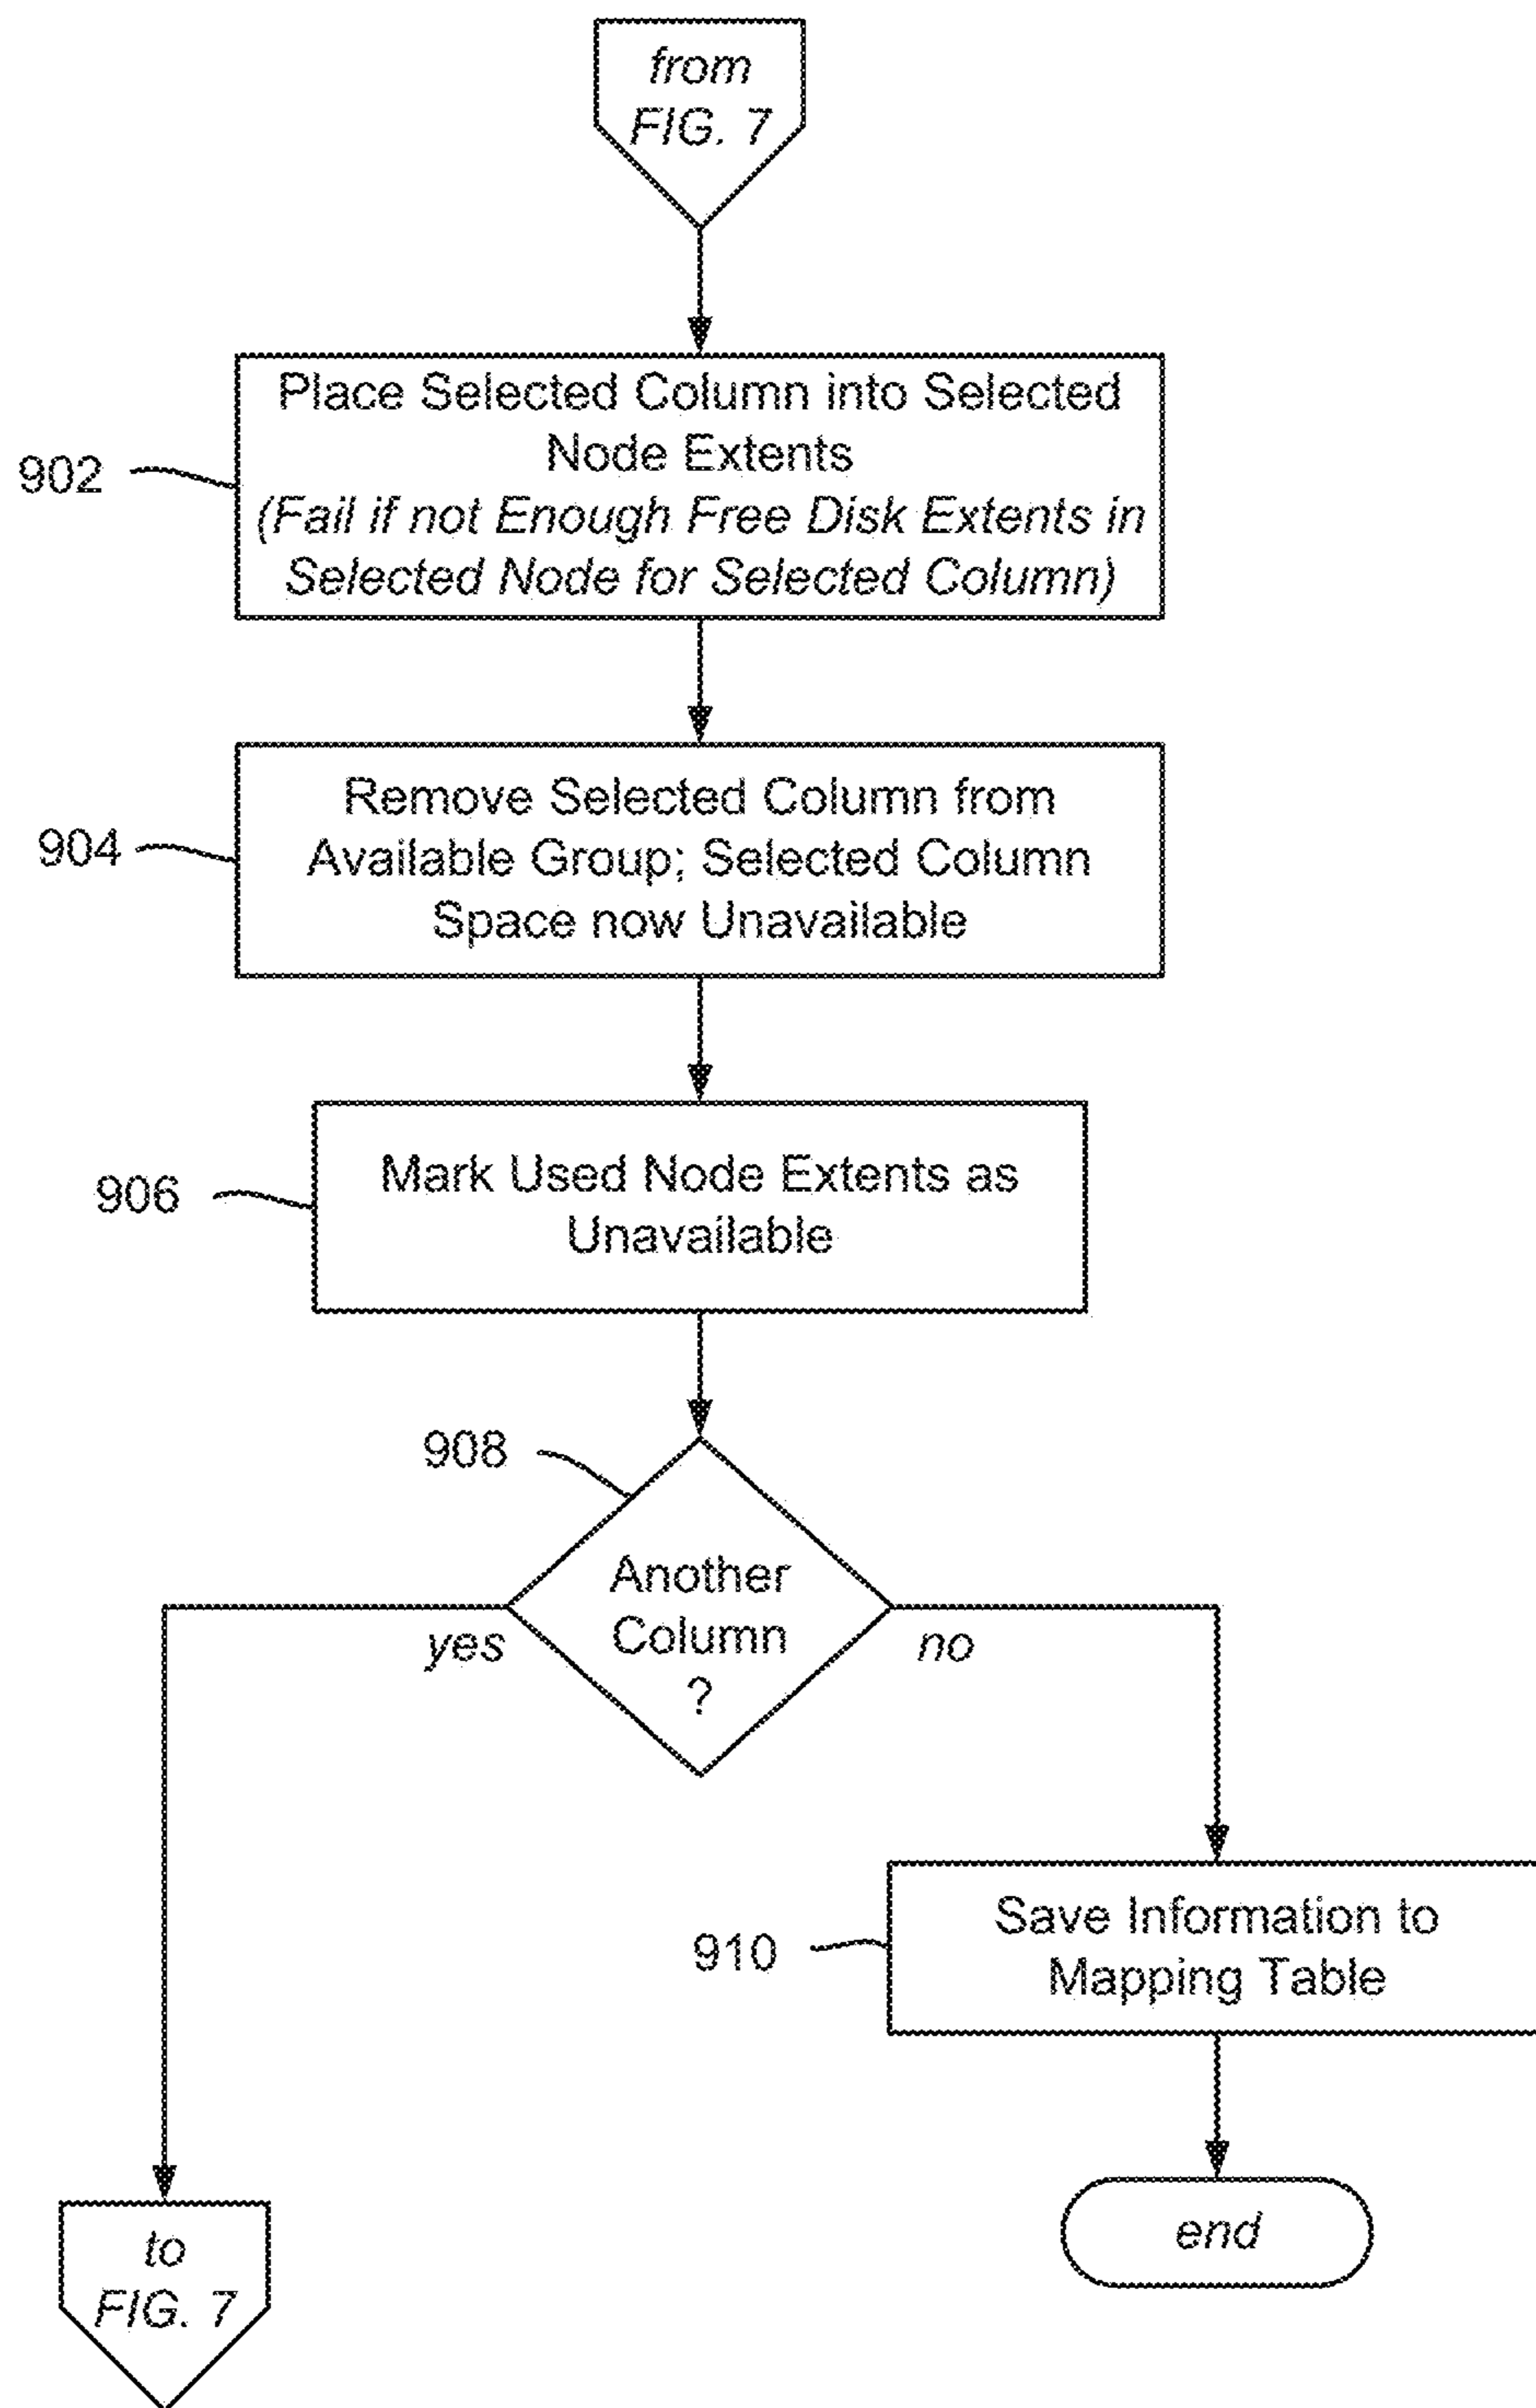 from
FIG. 7
902
Place Selected Column into Selected
Node Extents
(Fail if not Enough Free Disk Extents in
Selected Node for Selected Column)
904
Remove Selected Column from
Available Group; Selected Column
Space now Unavailable
906
Mark Used Node Extents as
Unavailable
908
Another
Column
?
yes
no
910
Save Information to
Mapping Table
to
FIG. 7
end